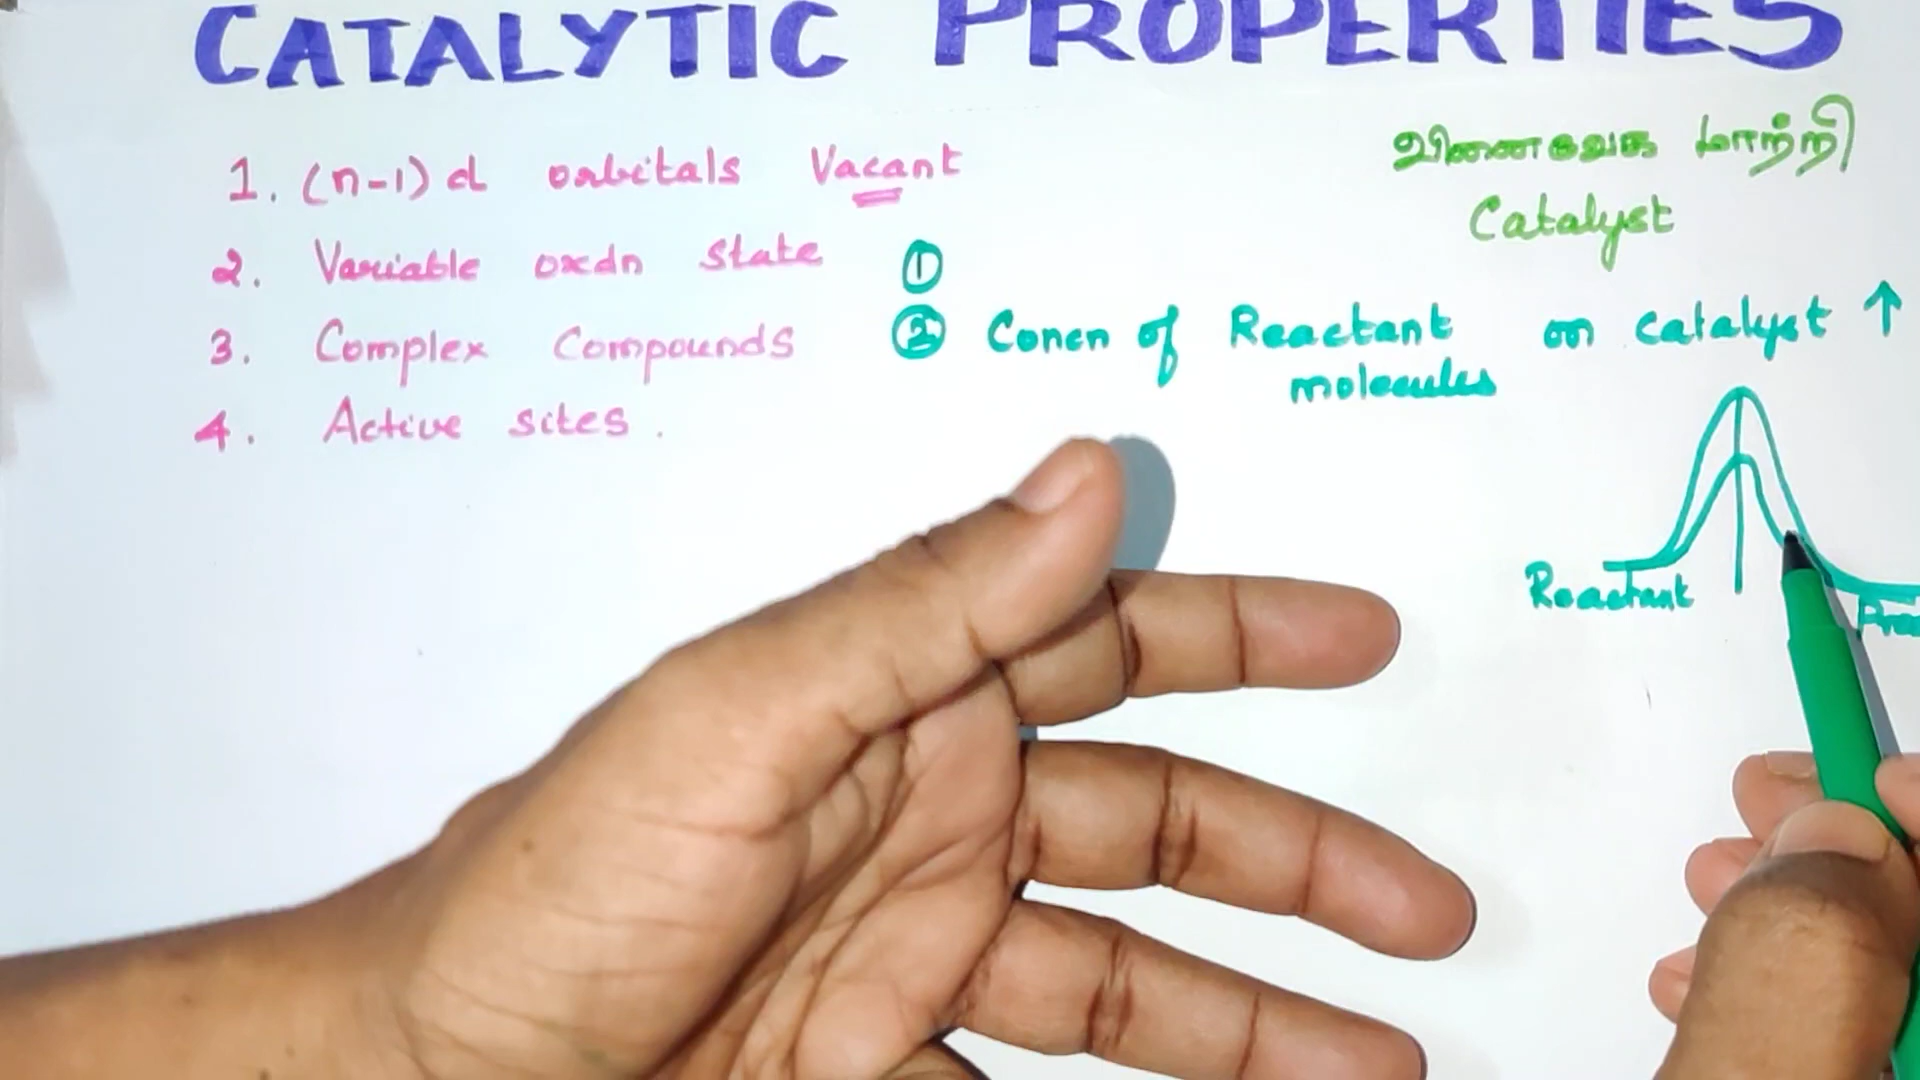 CATALYTIC PROPERTIES
1. (n-1) d orbitals Vacant
2. Variable oxdn state
3. Complex Compounds
4. Active sites.
வினைவேக மாற்றி
Catalyst
①
② Concn of Reactant on catalyst ↑
molecules
Reactant